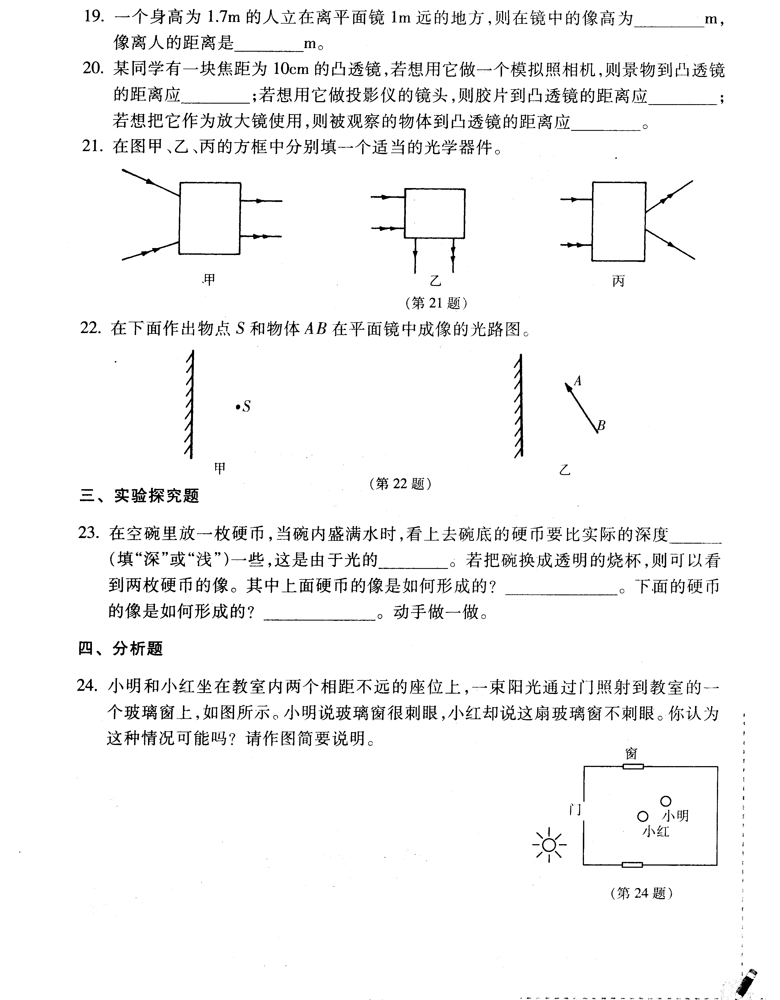 19. 一个身高为 1.7m 的人立在离平面镜 1m 远的地方,则在镜中的像高为________m,
像离人的距离是________m。
20. 某同学有一块焦距为 10cm 的凸透镜,若想用它做一个模拟照相机,则景物到凸透镜
的距离应________;若想用它做投影仪的镜头,则胶片到凸透镜的距离应________;
若想把它作为放大镜使用,则被观察的物体到凸透镜的距离应________。
21. 在图甲、乙、丙的方框中分别填一个适当的光学器件。
甲 乙 丙
(第 21 题)
22. 在下面作出物点 S 和物体 AB 在平面镜中成像的光路图。
S
A
B
甲 乙
(第 22 题)
三、实验探究题
23. 在空碗里放一枚硬币,当碗内盛满水时,看上去碗底的硬币要比实际的深度______
(填“深”或“浅”)一些,这是由于光的________。若把碗换成透明的烧杯,则可以看
到两枚硬币的像。其中上面硬币的像是如何形成的? _____________。下面的硬币
的像是如何形成的? _____________。动手做一做。
四、分析题
24. 小明和小红坐在教室内两个相距不远的座位上,一束阳光通过门照射到教室的一
个玻璃窗上,如图所示。小明说玻璃窗很刺眼,小红却说这扇玻璃窗不刺眼。你认为
这种情况可能吗? 请作图简要说明。
窗
门
小明
小红
(第 24 题)